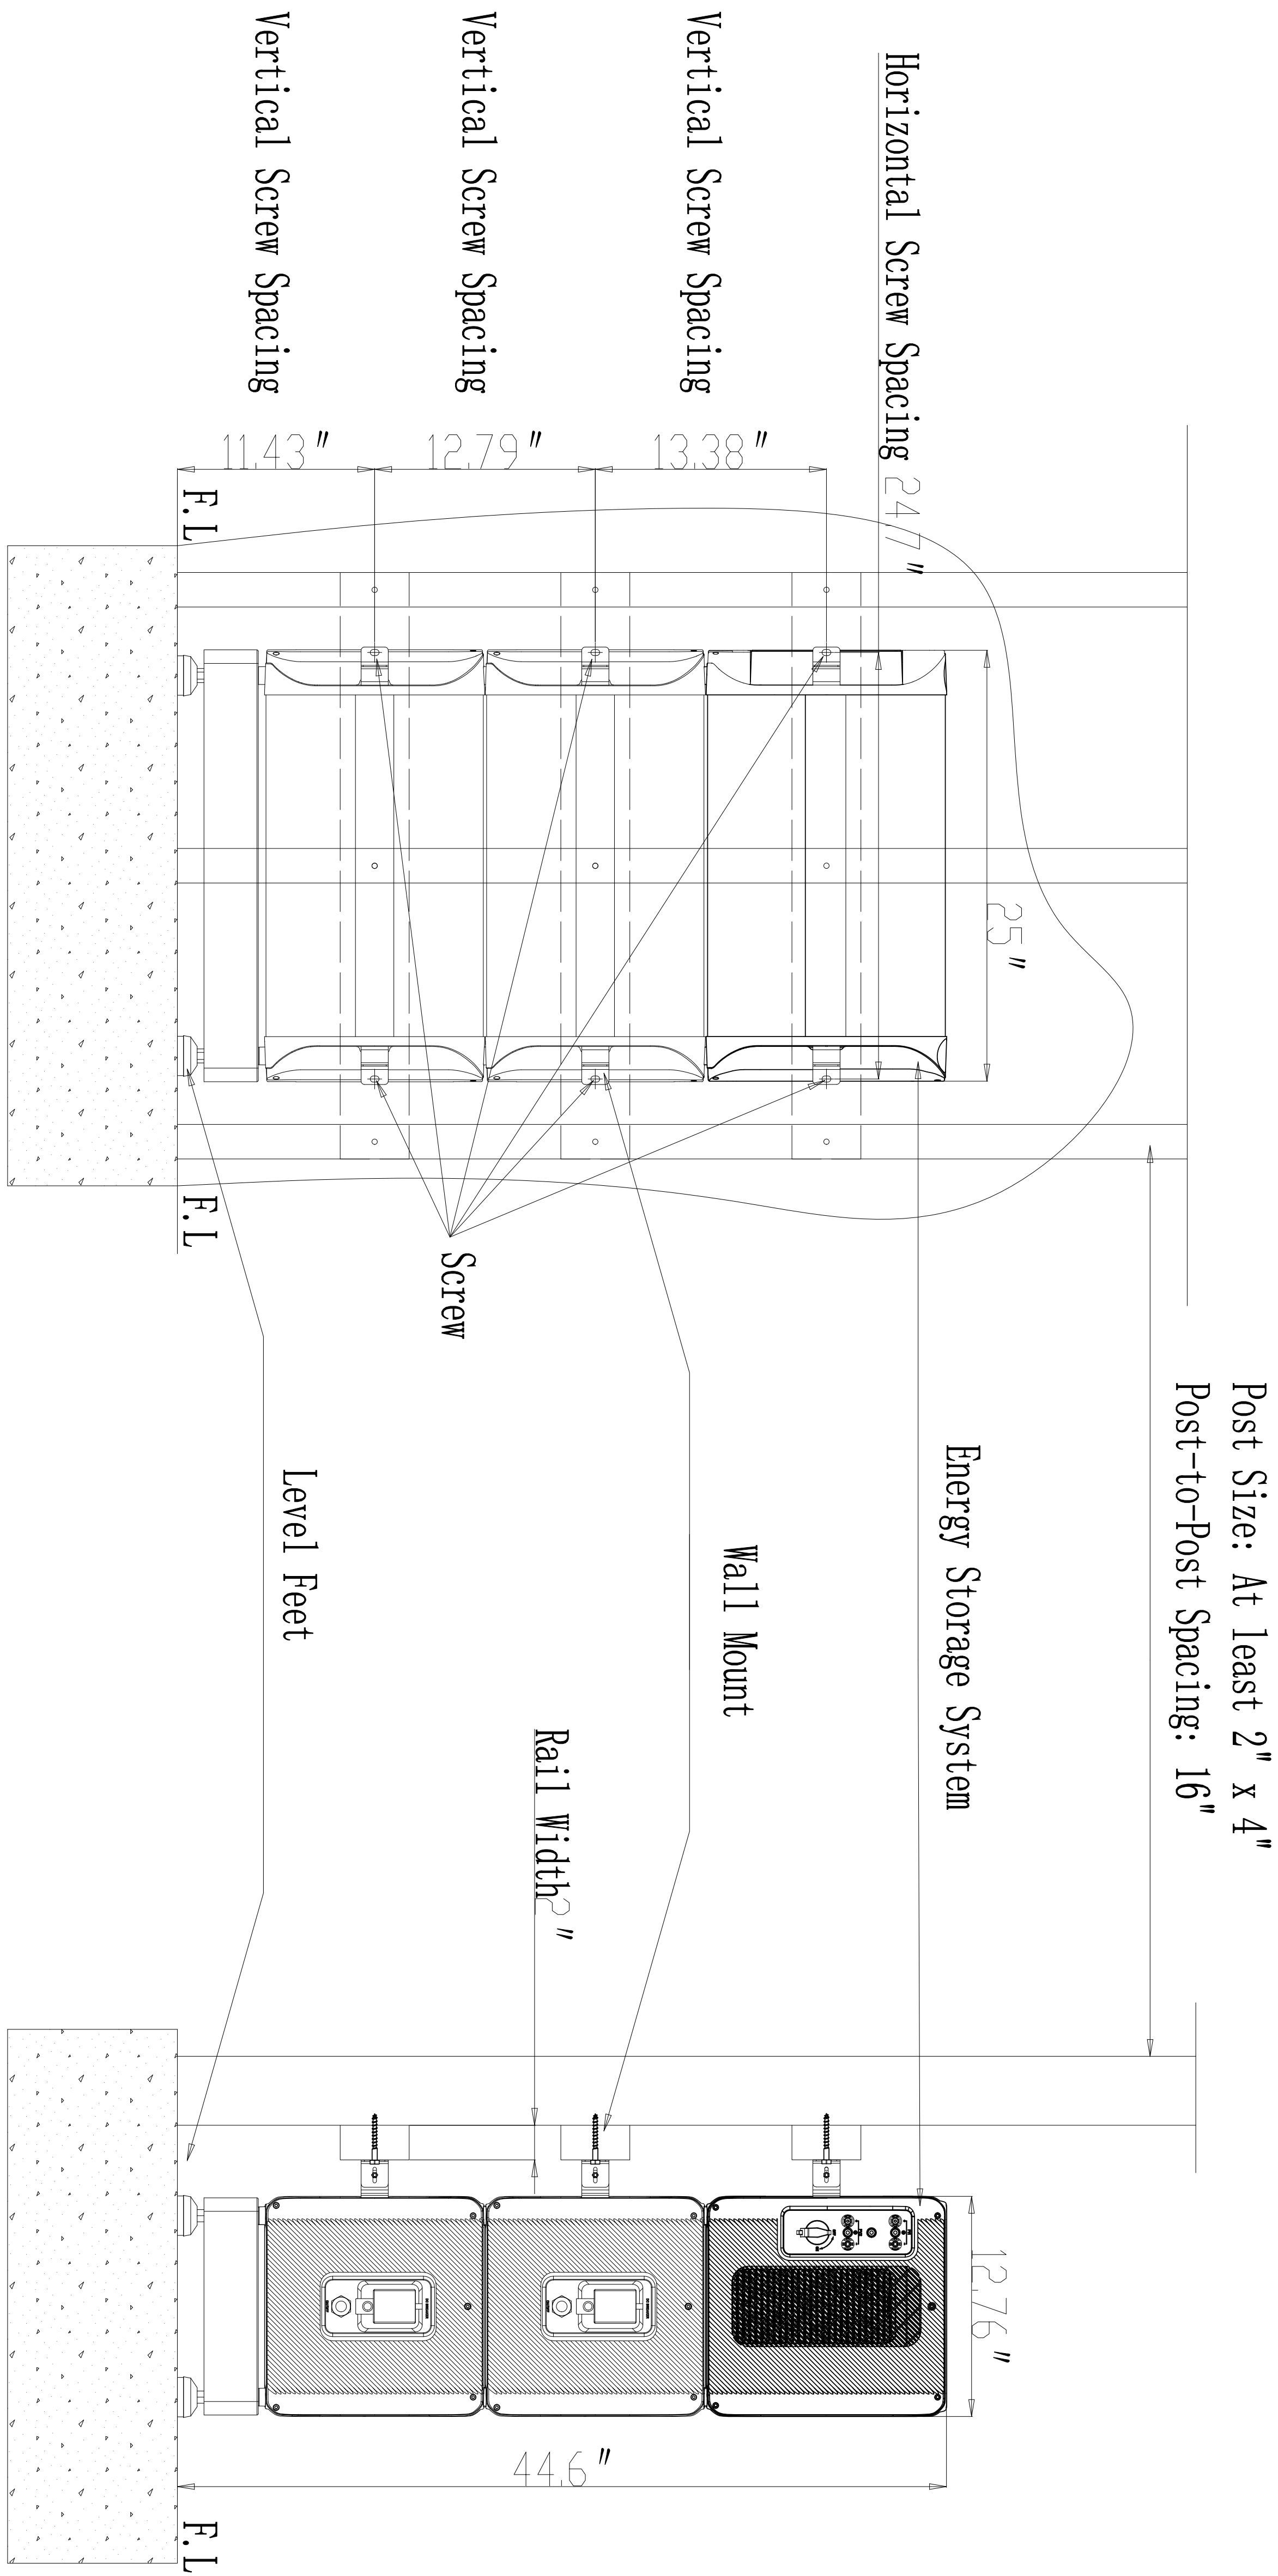 Post Size: At least 2" x 4"
Post-to-Post Spacing: 16"
25"
12.76"
Horizontal Screw Spacing 24.7"
Energy Storage System
Vertical Screw Spacing
13.38"
Wall Mount
Rail Width 2"
44.6"
Vertical Screw Spacing
12.79"
Screw
Vertical Screw Spacing
11.43"
Level Feet
F.L
F.L
F.L